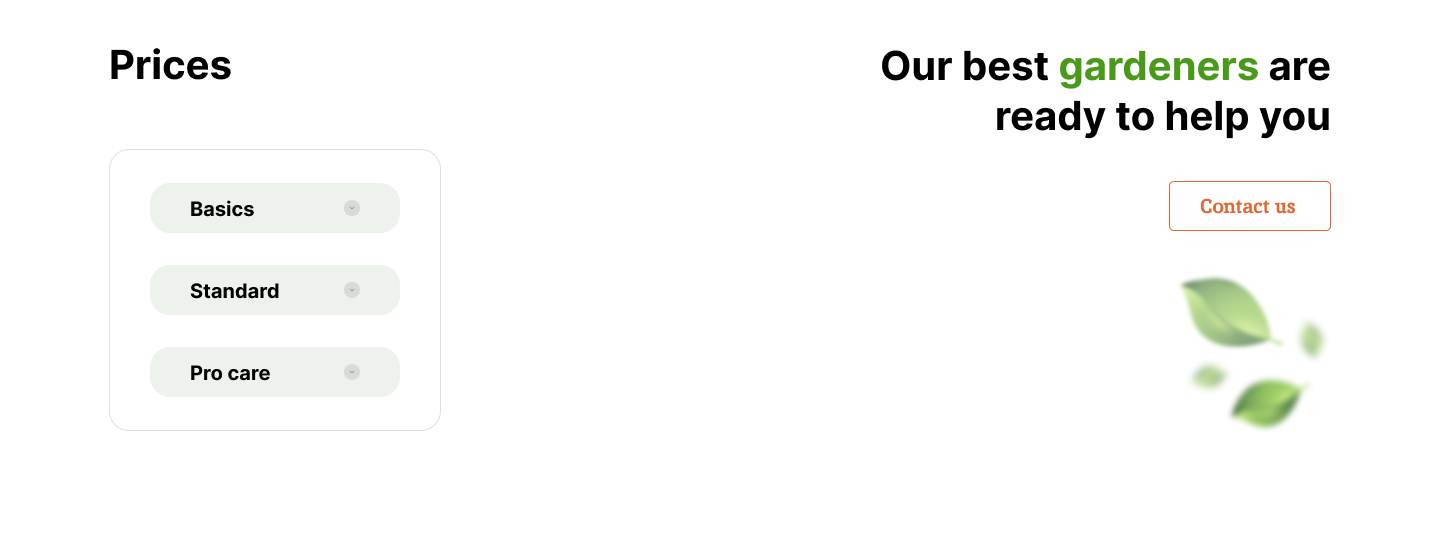 Prices
Basics
Standard
Pro care
Our best gardeners are
ready to help you
Contact us